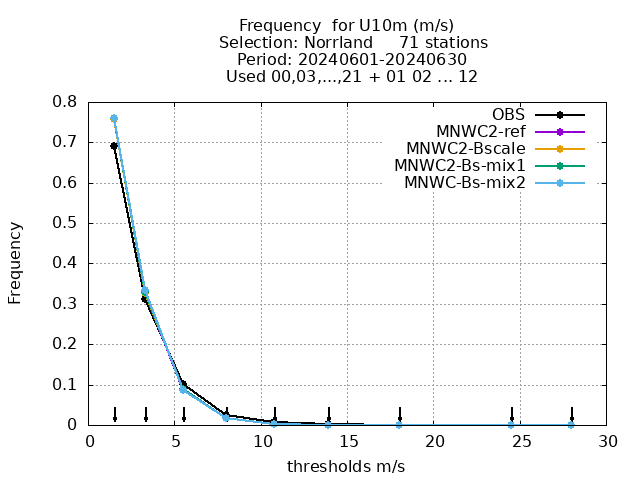 Frequency  for U10m (m/s)
Selection: Norrland     71 stations
Period: 20240601-20240630
Used 00,03,...,21 + 01 02 ... 12
OBS
MNWC2-ref
MNWC2-Bscale
MNWC2-Bs-mix1
MNWC-Bs-mix2
Frequency
0.8
0.7
0.6
0.5
0.4
0.3
0.2
0.1
0
0 5 10 15 20 25 30
thresholds m/s